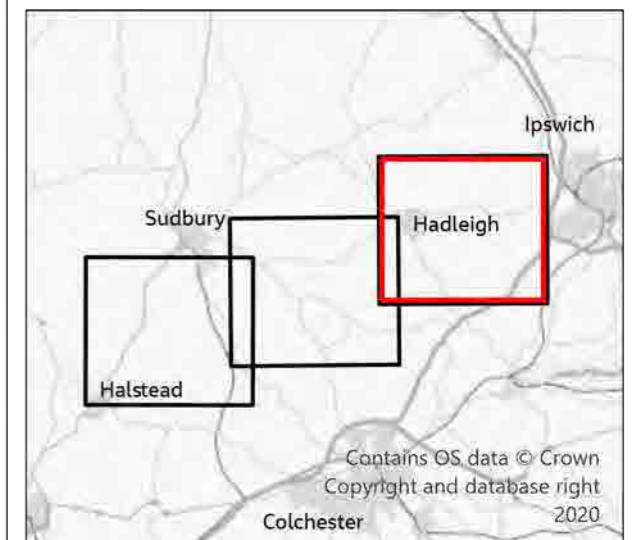 Ipswich
Sudbury
Hadleigh
Halstead
Contains OS data © Crown
Copyright and database right
2020
Colchester